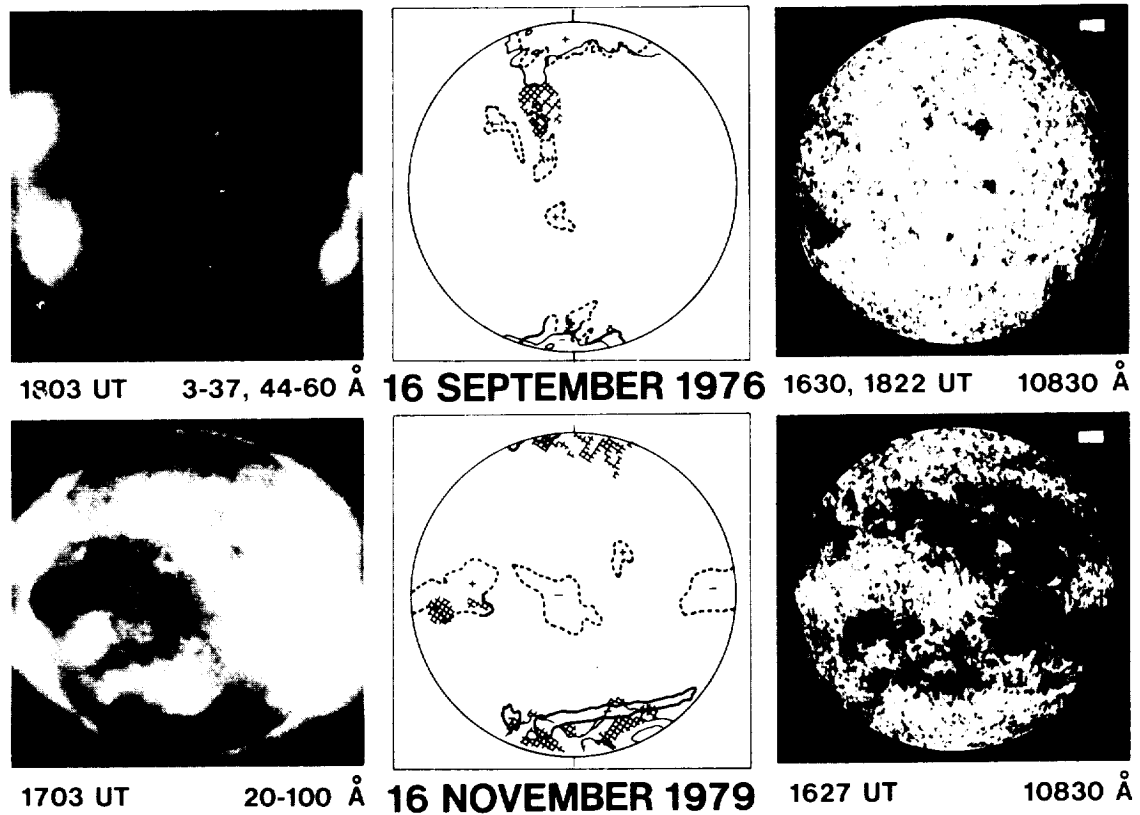 1803 UT 3-37, 44-60 Å 16 SEPTEMBER 1976 1630, 1822 UT 10830 Å
1703 UT 20-100 Å 16 NOVEMBER 1979 1627 UT 10830 Å